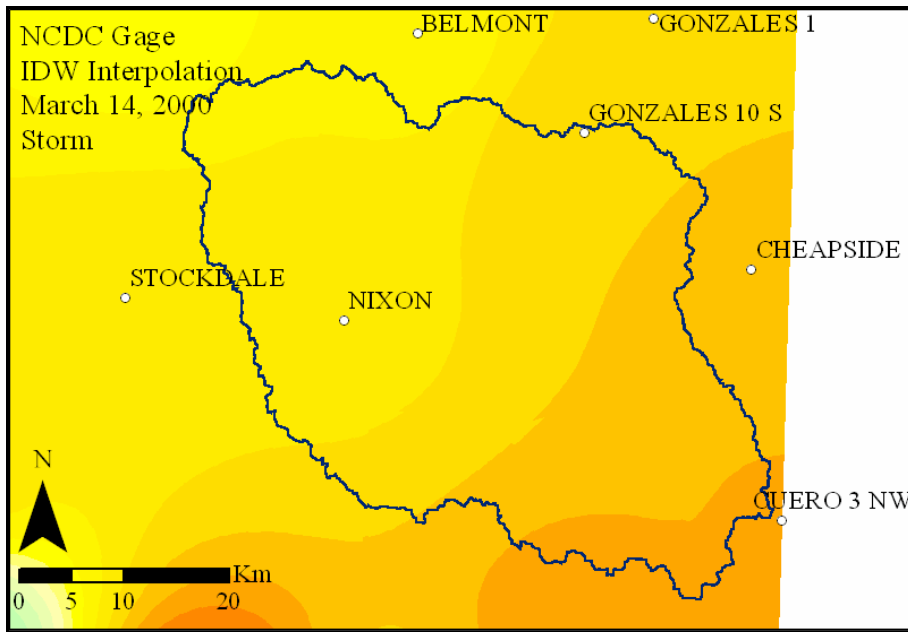 NCDC Gage
IDW Interpolation
March 14, 2000
Storm
BELMONT
GONZALES 1
GONZALES 10 S
CHEAPSIDE
STOCKDALE
NIXON
N
CUERO 3 NW
Km
0 5 10 20